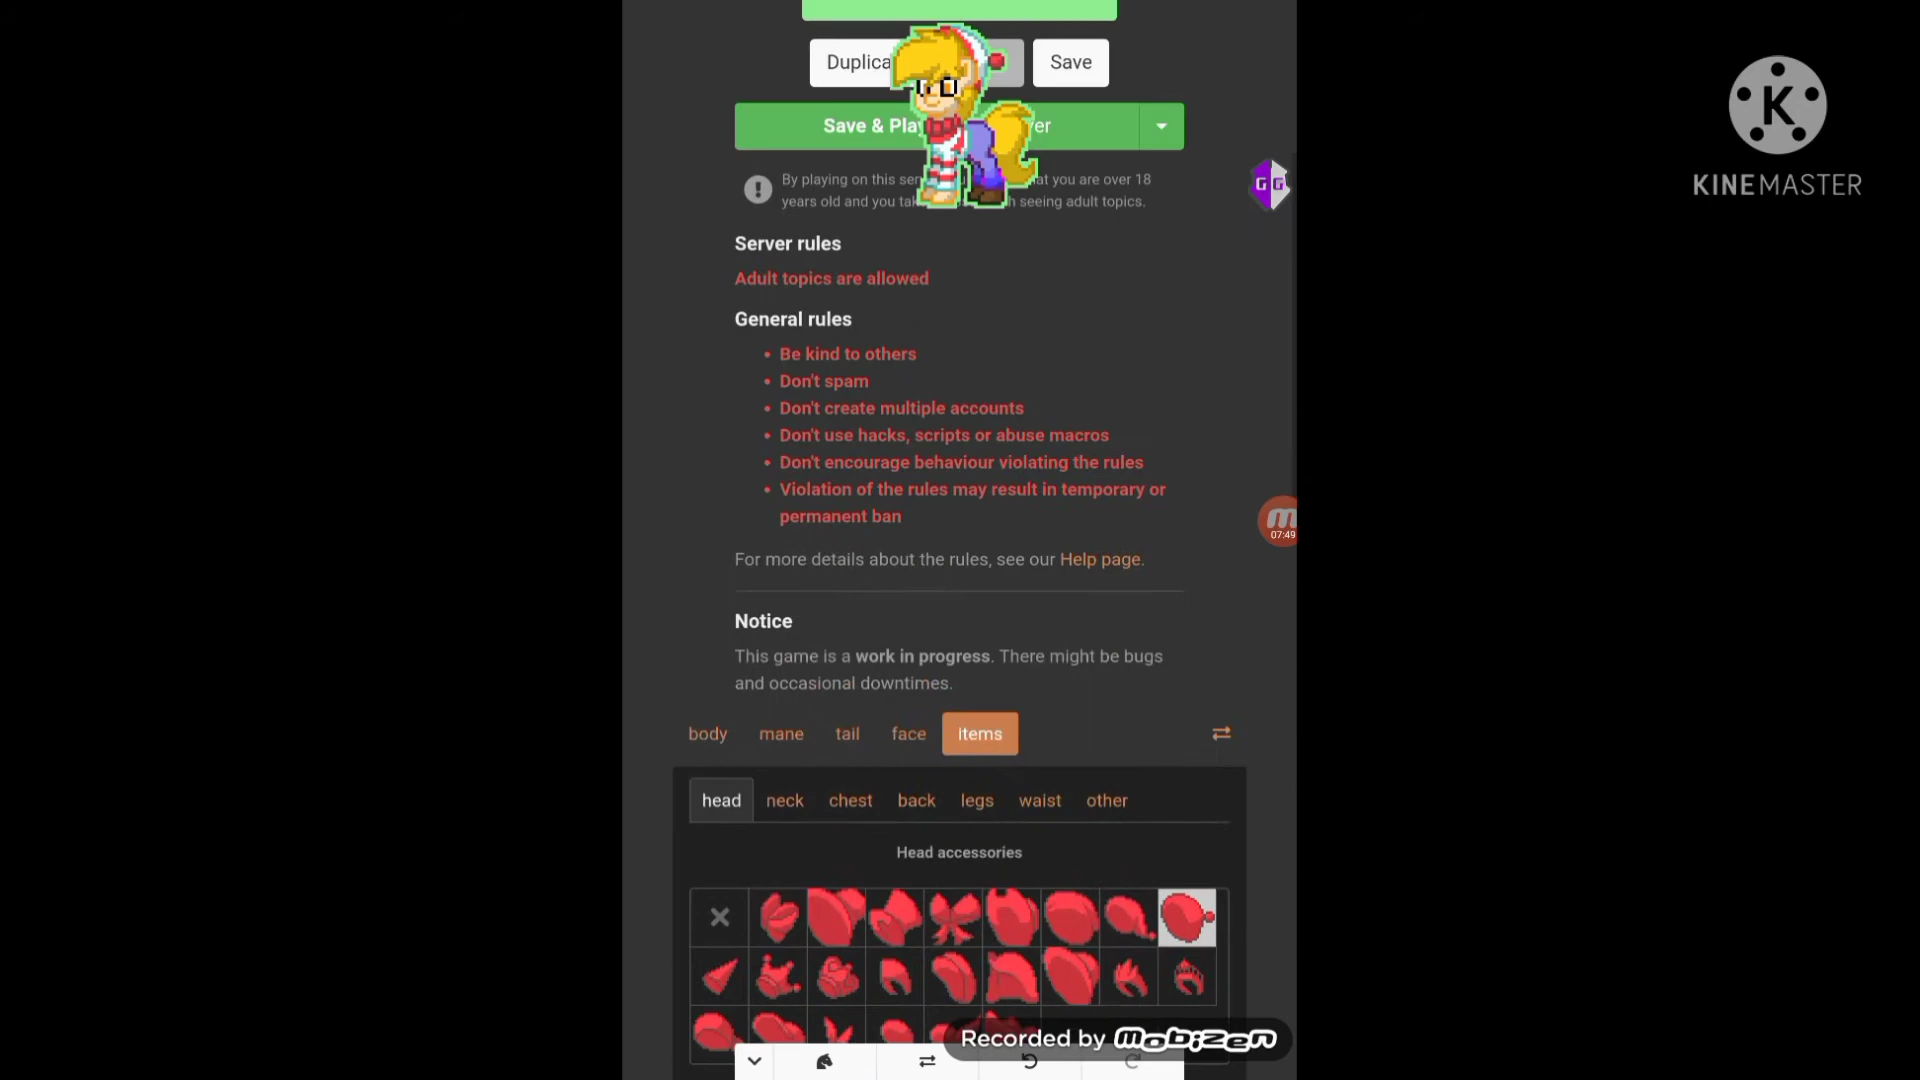 Duplica
Save
Save & Play
ver
By playing on this ser
at you are over 18
years old and you tak
h seeing adult topics.
Server rules
Adult topics are allowed
General rules
• Be kind to others
• Don't spam
• Don't create multiple accounts
• Don't use hacks, scripts or abuse macros
• Don't encourage behaviour violating the rules
• Violation of the rules may result in temporary or
permanent ban
For more details about the rules, see our Help page.
Notice
This game is a work in progress. There might be bugs
and occasional downtimes.
body mane tail face items
head neck chest back legs waist other
Head accessories
Recorded by Mobizen
K
KINEMASTER
GG
m
07:49